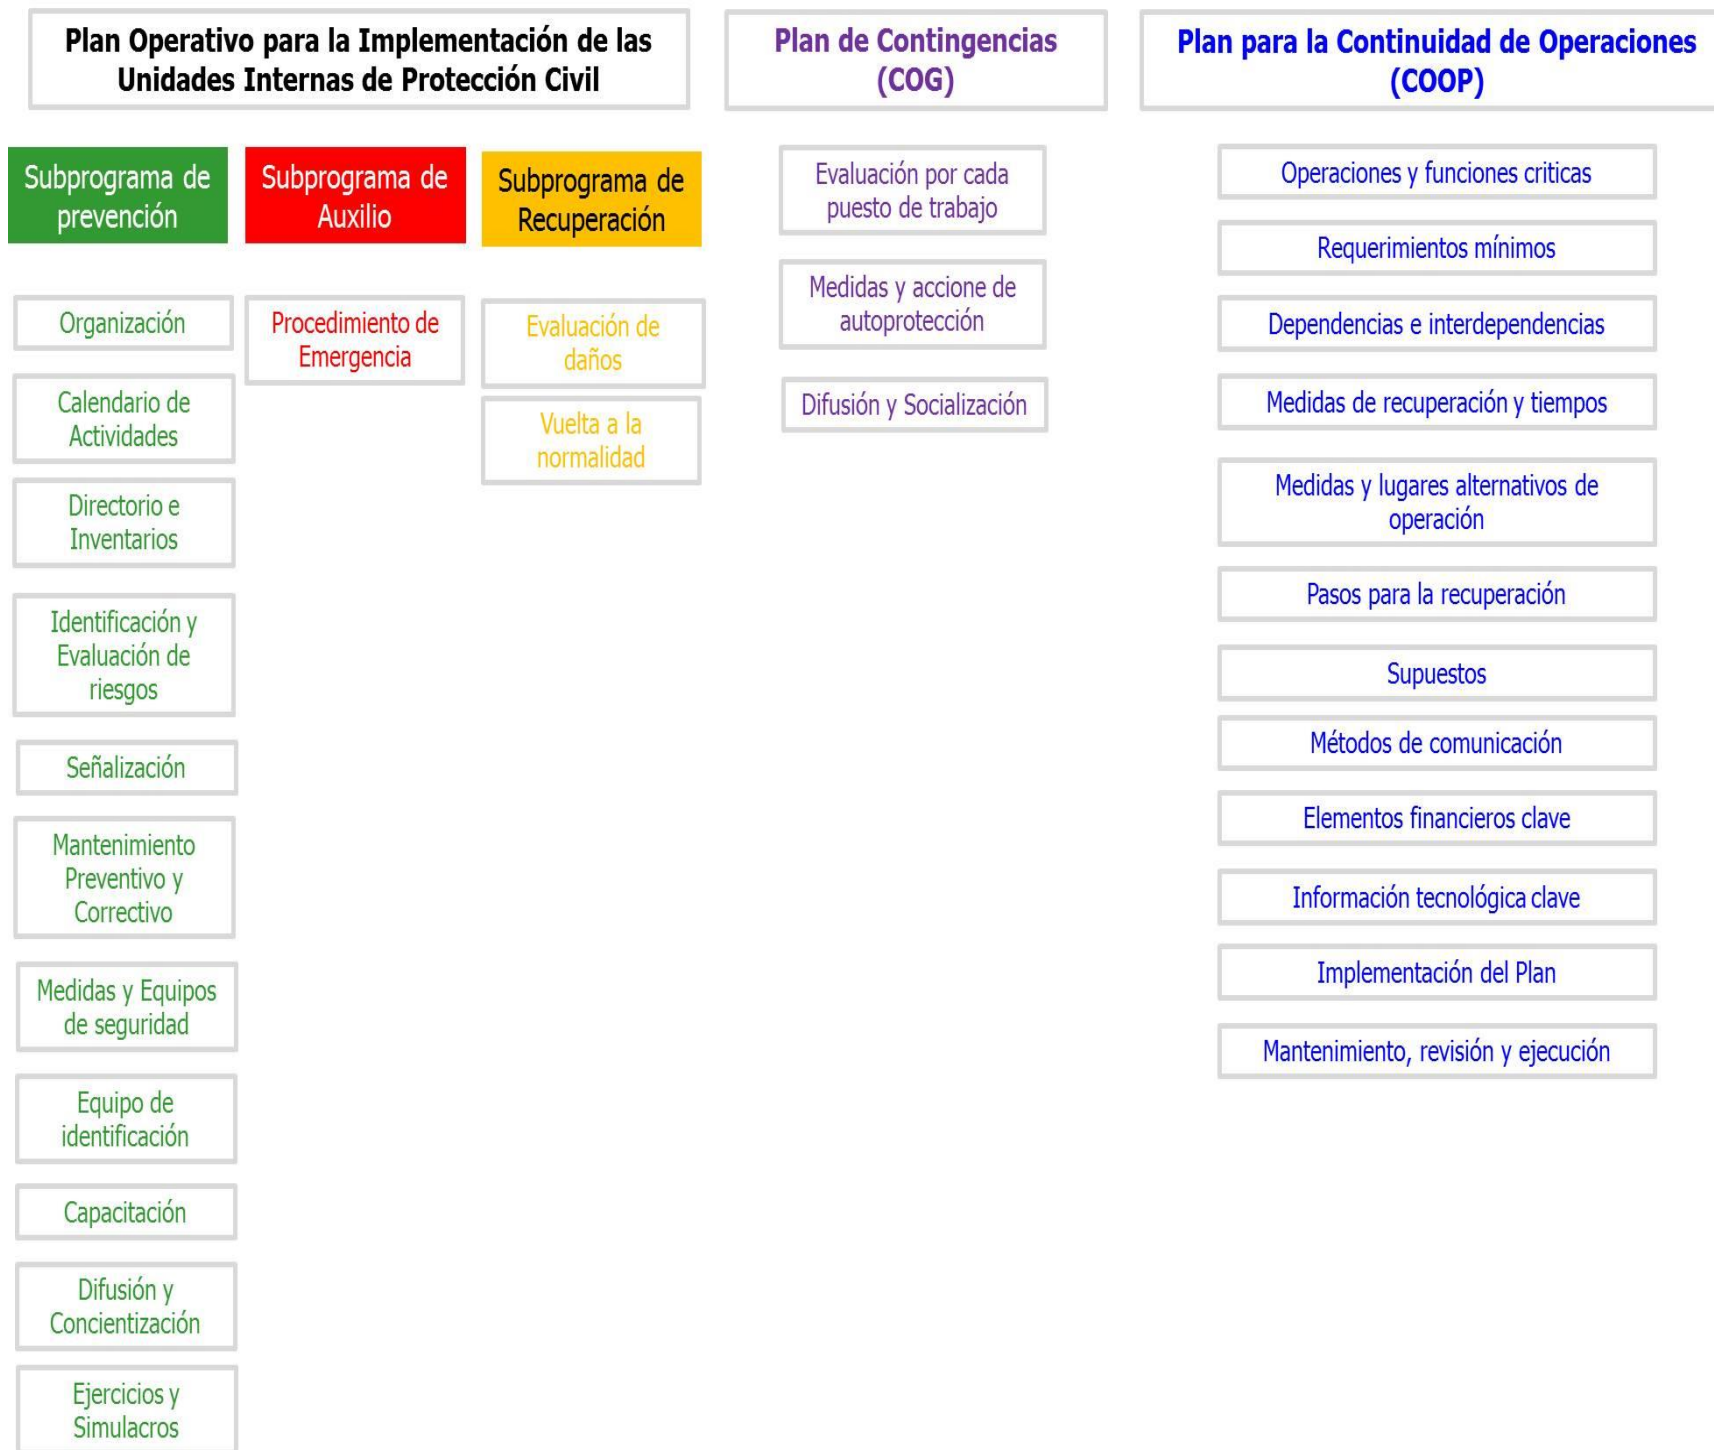 Plan Operativo para la Implementación de las
Unidades Internas de Protección Civil
Plan de Contingencias
(COG)
Plan para la Continuidad de Operaciones
(COOP)
Subprograma de
prevención
Organización
Calendario de
Actividades
Directorio e
Inventarios
Identificación y
Evaluación de
riesgos
Señalización
Mantenimiento
Preventivo y
Correctivo
Medidas y Equipos
de seguridad
Equipo de
identificación
Capacitación
Difusión y
Concientización
Ejercicios y
Simulacros
Subprograma de
Auxilio
Procedimiento de
Emergencia
Subprograma de
Recuperación
Evaluación de
daños
Vuelta a la
normalidad
Evaluación por cada
puesto de trabajo
Medidas y accione de
autoprotección
Difusión y Socialización
Operaciones y funciones criticas
Requerimientos mínimos
Dependencias e interdependencias
Medidas de recuperación y tiempos
Medidas y lugares alternativos de
operación
Pasos para la recuperación
Supuestos
Métodos de comunicación
Elementos financieros clave
Información tecnológica clave
Implementación del Plan
Mantenimiento, revisión y ejecución